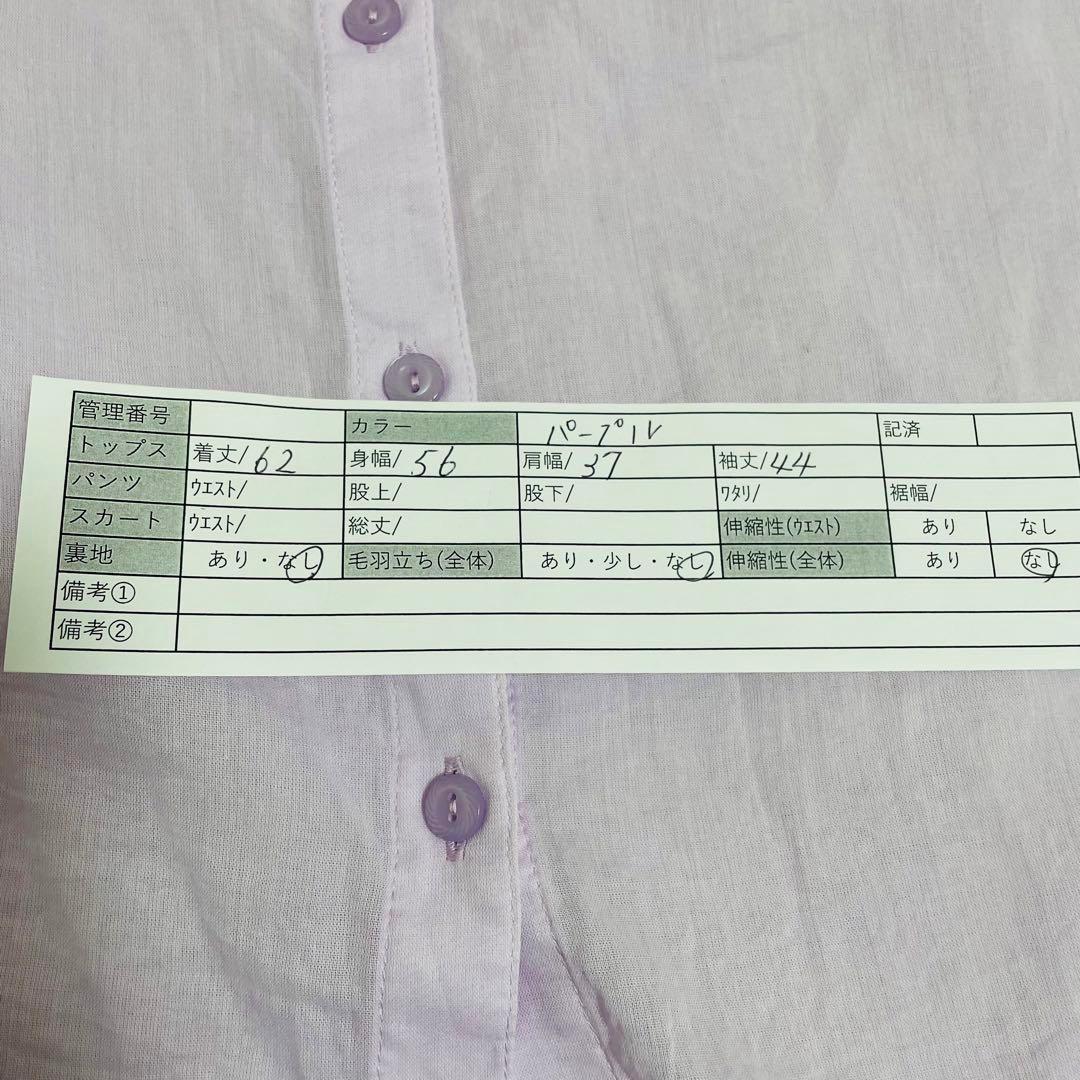 管理番号 カラー パープル 記済
トップス 着丈/62 身幅/56 肩幅/37 袖丈/44
パンツ ｳｴｽﾄ/ 股上/ 股下/ ﾜﾀﾘ/ 裾幅/
スカート ｳｴｽﾄ/ 総丈/ 伸縮性(ｳｴｽﾄ) あり なし
裏地 あり・なし 毛羽立ち(全体) あり・少し・なし 伸縮性(全体) あり なし
備考①
備考②